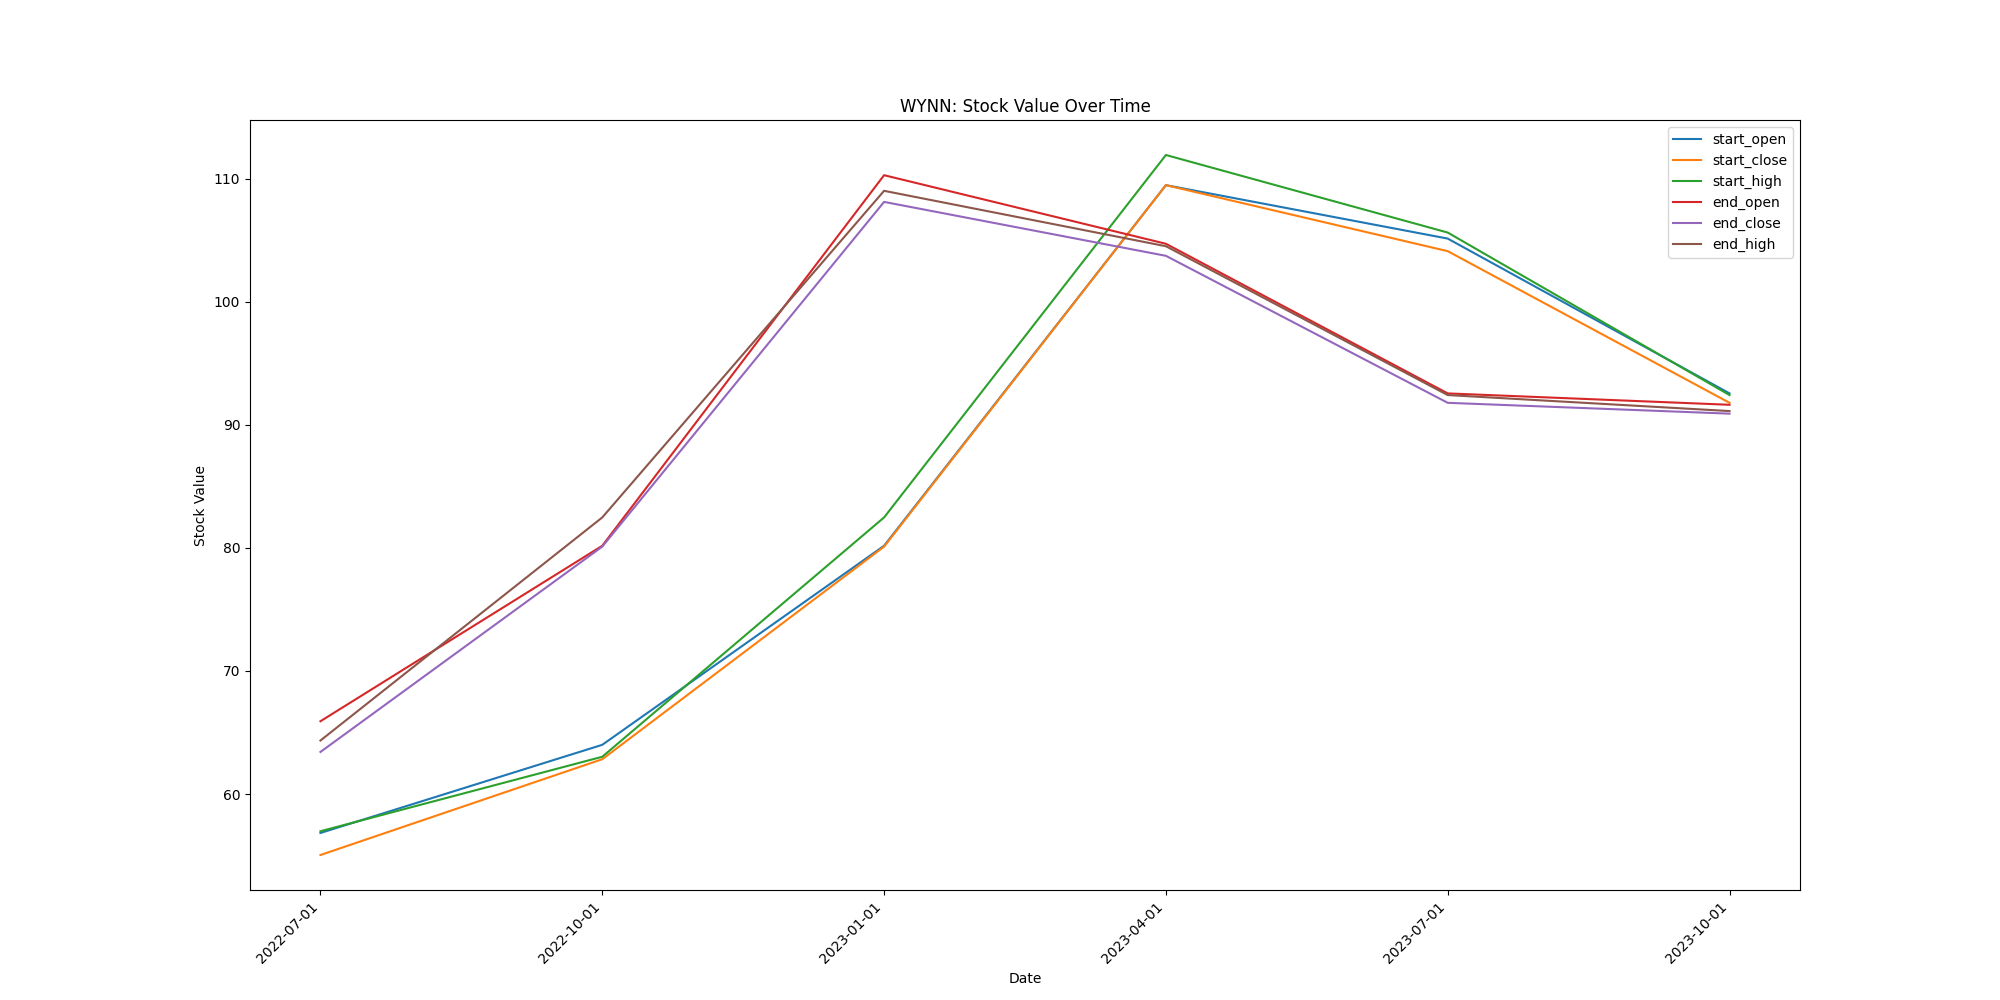 WYNN: Stock Value Over Time
start_open
start_close
start_high
end_open
end_close
end_high
110
100
90
80
70
60
Stock Value
2022-07-01
2022-10-01
2023-01-01
2023-04-01
2023-07-01
2023-10-01
Date